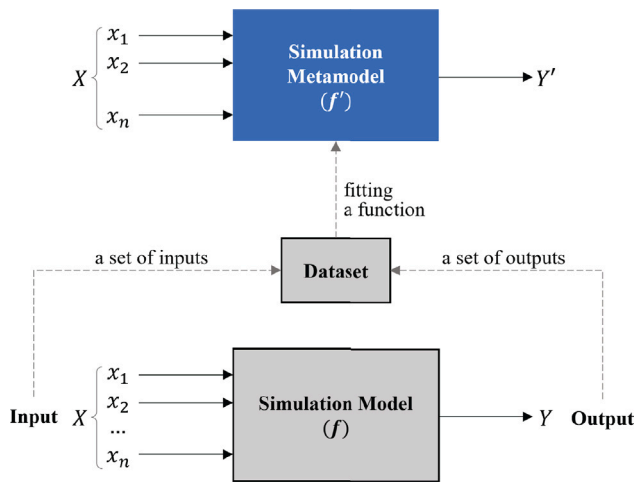 x₁
x₂
xₙ
X
Simulation
Metamodel
(f′)
Y′
fitting
a function
a set of inputs
Dataset
a set of outputs
Input
X
x₁
x₂
...
xₙ
Simulation Model
(f)
Y
Output